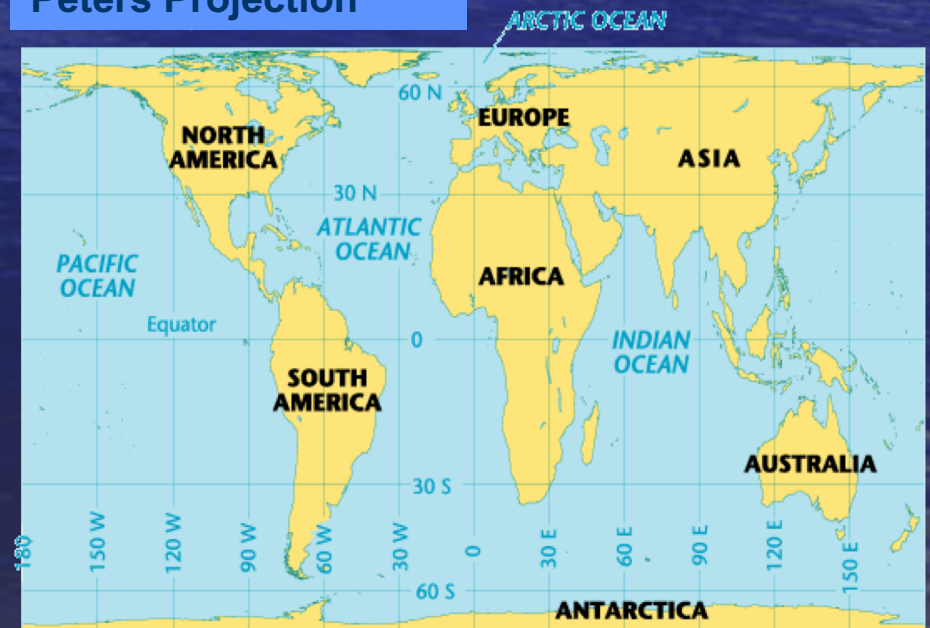 Peters Projection
ARCTIC OCEAN
60 N
EUROPE
NORTH
AMERICA
ASIA
30 N
ATLANTIC
OCEAN
PACIFIC
OCEAN
AFRICA
Equator
0
INDIAN
OCEAN
SOUTH
AMERICA
AUSTRALIA
30 S
180
150 W
120 W
90 W
60 W
30 W
0
30 E
60 E
90 E
120 E
150 E
60 S
ANTARCTICA